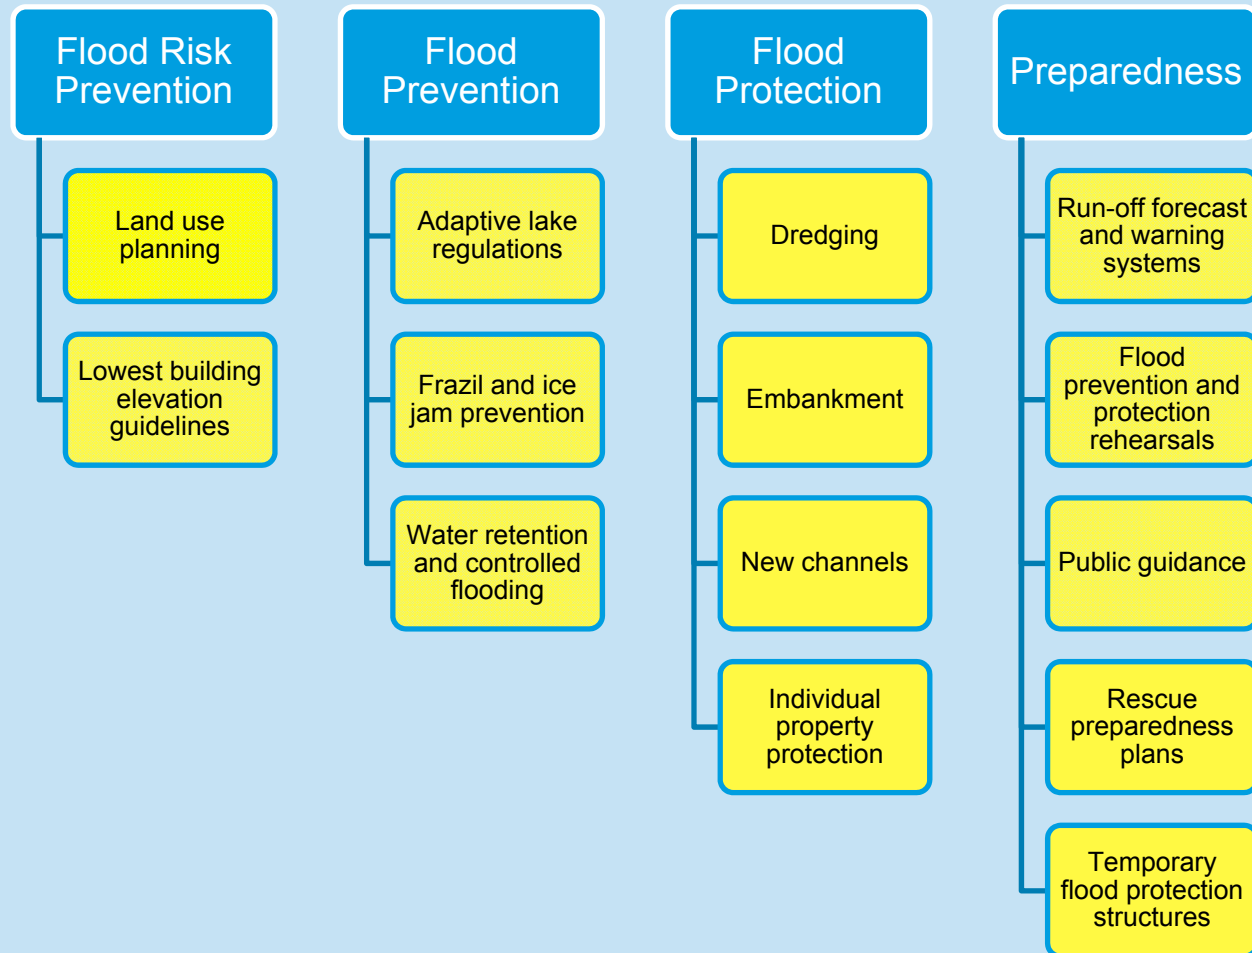 Flood Risk
Prevention
Land use
planning
Lowest building
elevation
guidelines
Flood
Prevention
Adaptive lake
regulations
Frazil and ice
jam prevention
Water retention
and controlled
flooding
Flood
Protection
Dredging
Embankment
New channels
Individual
property
protection
Preparedness
Run-off forecast
and warning
systems
Flood
prevention and
protection
rehearsals
Public guidance
Rescue
preparedness
plans
Temporary
flood protection
structures